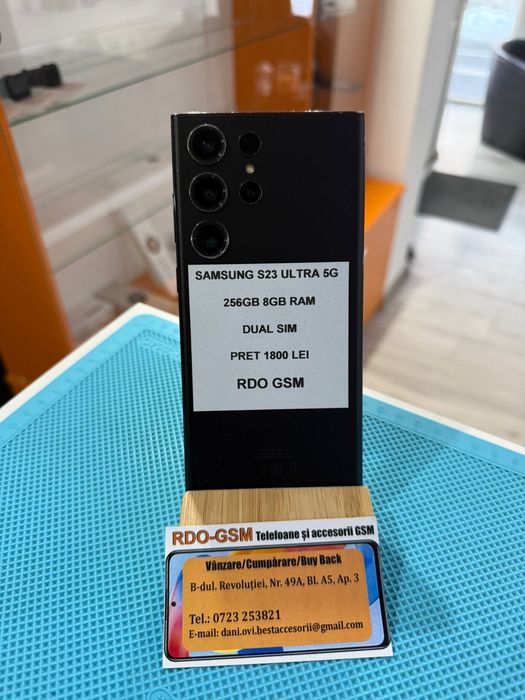 SAMSUNG S23 ULTRA 5G
256GB 8GB RAM
DUAL SIM
PRET 1800 LEI
RDO GSM
RDO-GSM Telefoane și accesorii GSM
Vânzare/Cumpărare/Buy Back
B-dul. Revoluției, Nr. 49A, Bl. A5, Ap. 3
Tel.: 0723 253821
E-mail: dani.ovi.bestaccesorii@gmail.com